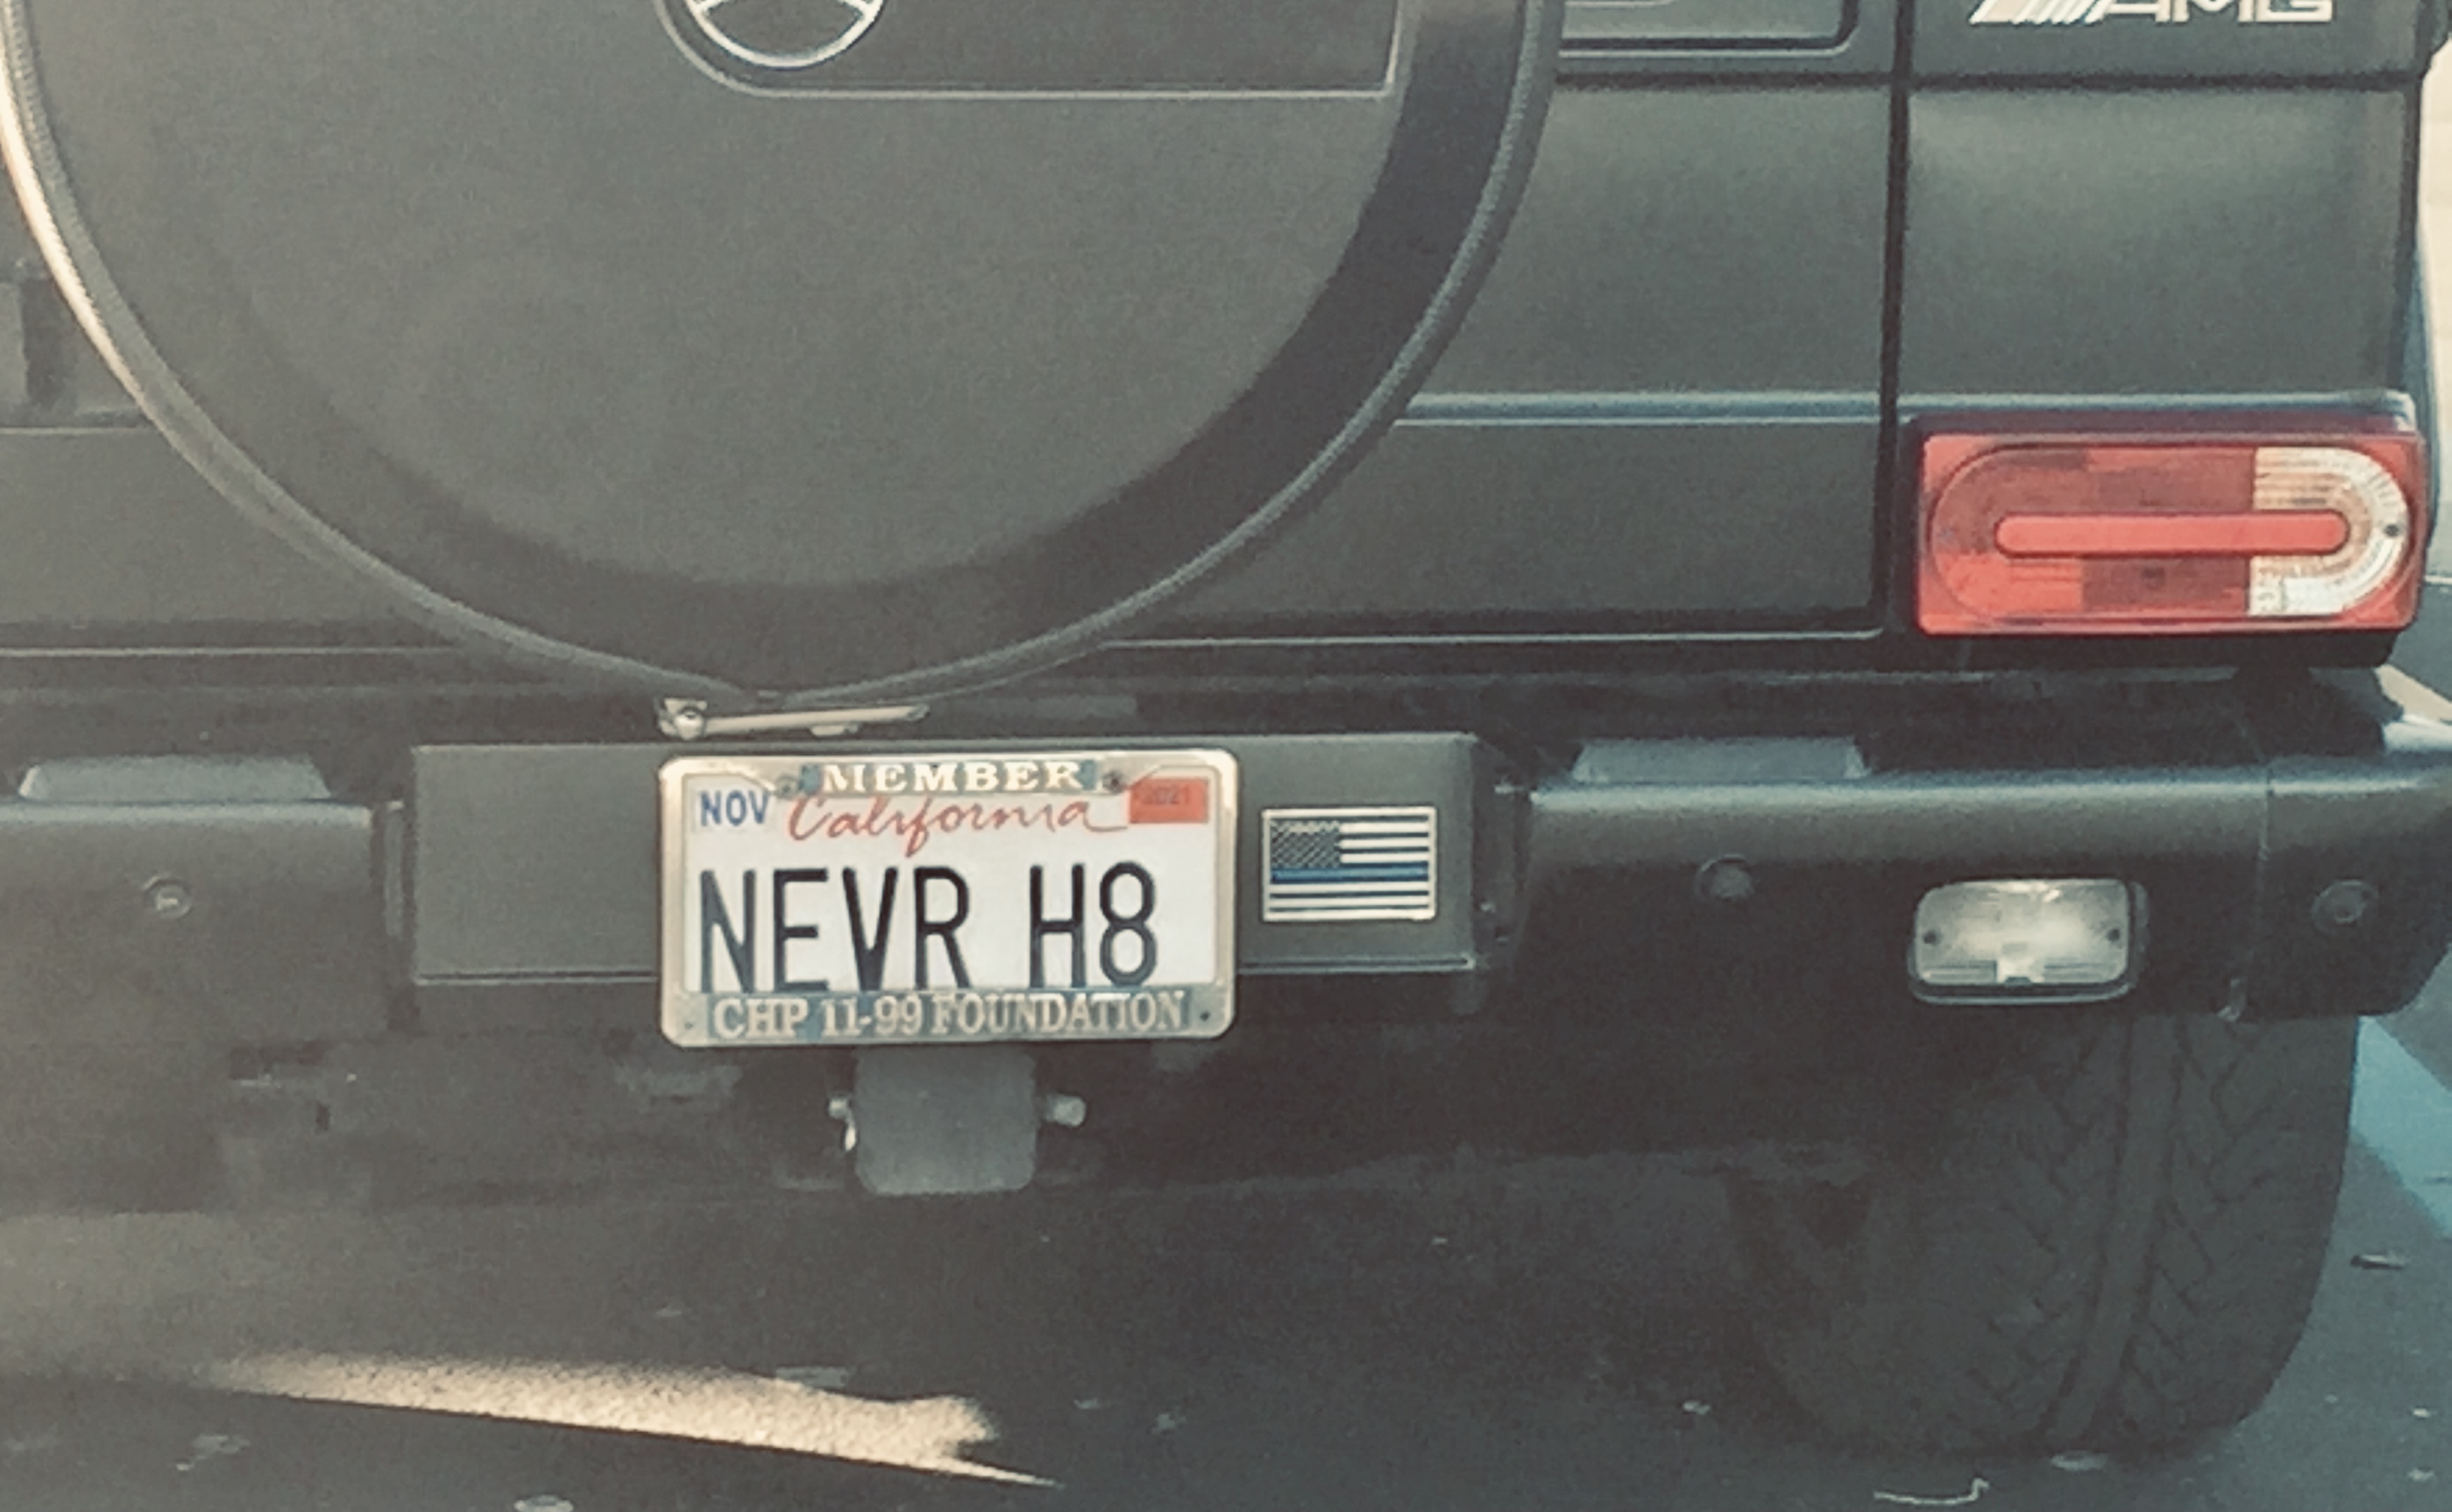 AMG
MEMBER
NOV California 2021
NEVR H8
CHP 11-99 FOUNDATION